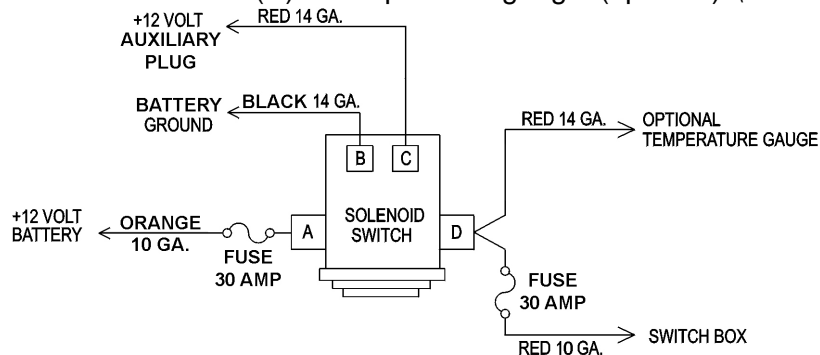 +12 VOLT
AUXILIARY
PLUG
RED 14 GA.
BATTERY
GROUND
BLACK 14 GA.
RED 14 GA.
OPTIONAL
TEMPERATURE GAUGE
B
C
SOLENOID
SWITCH
A
D
+12 VOLT
BATTERY
ORANGE
10 GA.
FUSE
30 AMP
FUSE
30 AMP
RED 10 GA.
SWITCH BOX